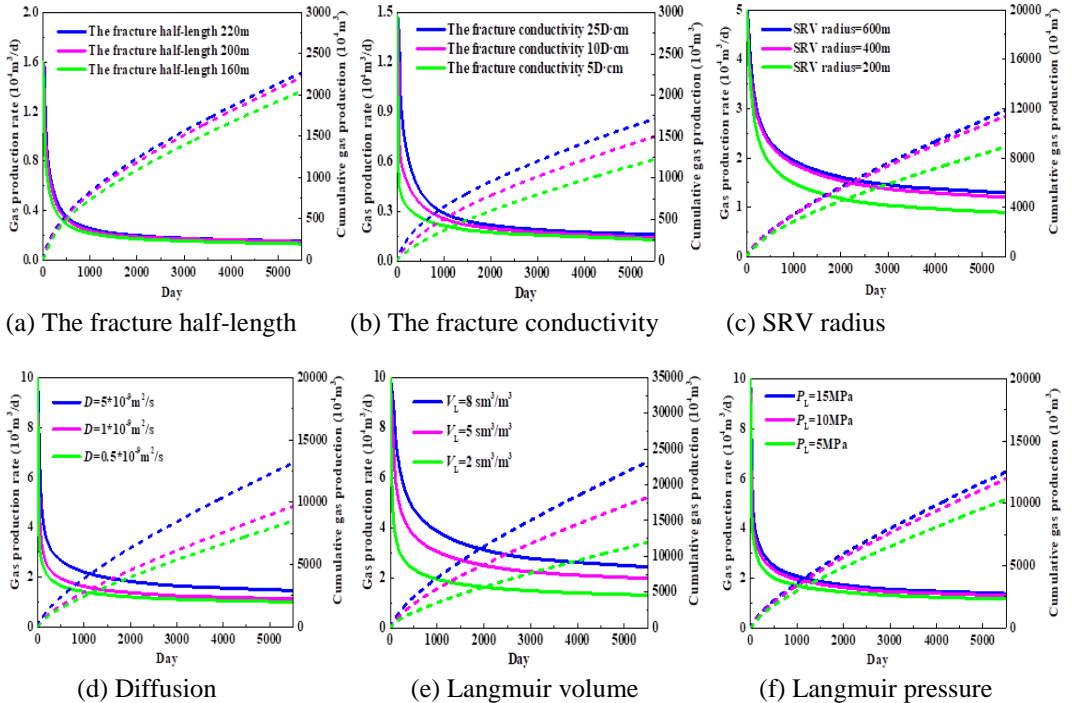 Gas production rate (10⁴m³/d)
1.8
1.6
1.2
0.8
0.4
0.0
The fracture half-length 220m
The fracture half-length 200m
The fracture half-length 160m
3000
2500
2000
1500
1000
500
0
Cumulative gas production (10⁴m³)
0 1000 2000 3000 4000 5000
Day
(a) The fracture half-length
Gas production rate (10⁴m³/d)
1.5
1.2
0.9
0.6
0.3
0.0
The fracture conductivity 25D·cm
The fracture conductivity 10D·cm
The fracture conductivity 5D·cm
3000
2500
2000
1500
1000
500
0
Cumulative gas production (10⁴m³)
0 1000 2000 3000 4000 5000
Day
(b) The fracture conductivity
Gas production rate (10⁴m³/d)
5
4
3
2
1
0
SRV radius=600m
SRV radius=400m
SRV radius=200m
20000
16000
12000
8000
4000
0
Cumulative gas production (10⁴m³)
0 1000 2000 3000 4000 5000
Day
(c) SRV radius
Gas production rate (10⁴m³/d)
10
8
6
4
2
0
D=5*10⁻⁹m²/s
D=1*10⁻⁹m²/s
D=0.5*10⁻⁹m²/s
20000
15000
10000
5000
0
Cumulative gas production (10⁴m³)
0 1000 2000 3000 4000 5000
Day
(d) Diffusion
Gas production rate (10⁴m³/d)
10
8
6
4
2
0
V_L=8 sm³/m³
V_L=5 sm³/m³
V_L=2 sm³/m³
35000
30000
25000
20000
15000
10000
5000
0
Cumulative gas production (10⁴m³)
0 1000 2000 3000 4000 5000
Day
(e) Langmuir volume
Gas production rate (10⁴m³/d)
10
8
6
4
2
0
P_L=15MPa
P_L=10MPa
P_L=5MPa
20000
15000
10000
5000
0
Cumulative gas production (10⁴m³)
0 1000 2000 3000 4000 5000
Day
(f) Langmuir pressure